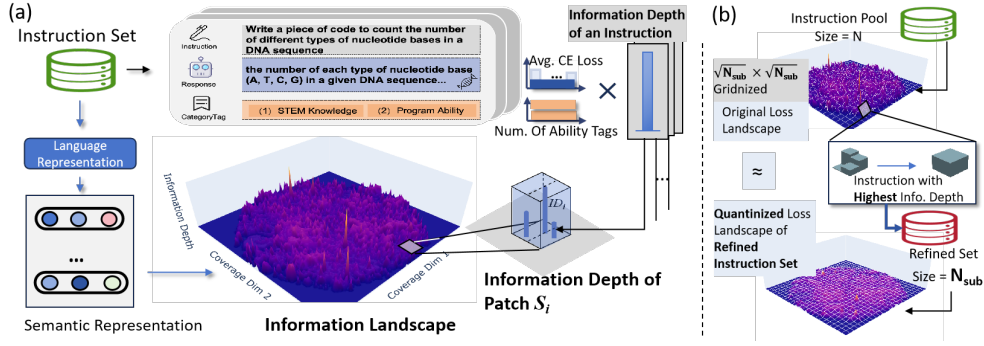 (a)
Instruction Set
Instruction
Write a piece of code to count the number
of different types of nucleotide bases in a
DNA sequence
Response
the number of each type of nucleotide base
(A, T, C, G) in a given DNA sequence...
CategoryTag
(1) STEM Knowledge (2) Program Ability
Avg. CE Loss
...
×
Num. Of Ability Tags
Information Depth
of an Instruction
...
Language
Representation
...
Semantic Representation
Information Depth
Coverage Dim 2
Coverage Dim 1
Information Landscape
ID_i
Information Depth of
Patch S_i
(b)
Instruction Pool
Size = N
√N_sub × √N_sub
Gridnized
Original Loss
Landscape
≈
Instruction with
Highest Info. Depth
Quantinized Loss
Landscape of
Refined
Instruction Set
Refined Set
Size = N_sub